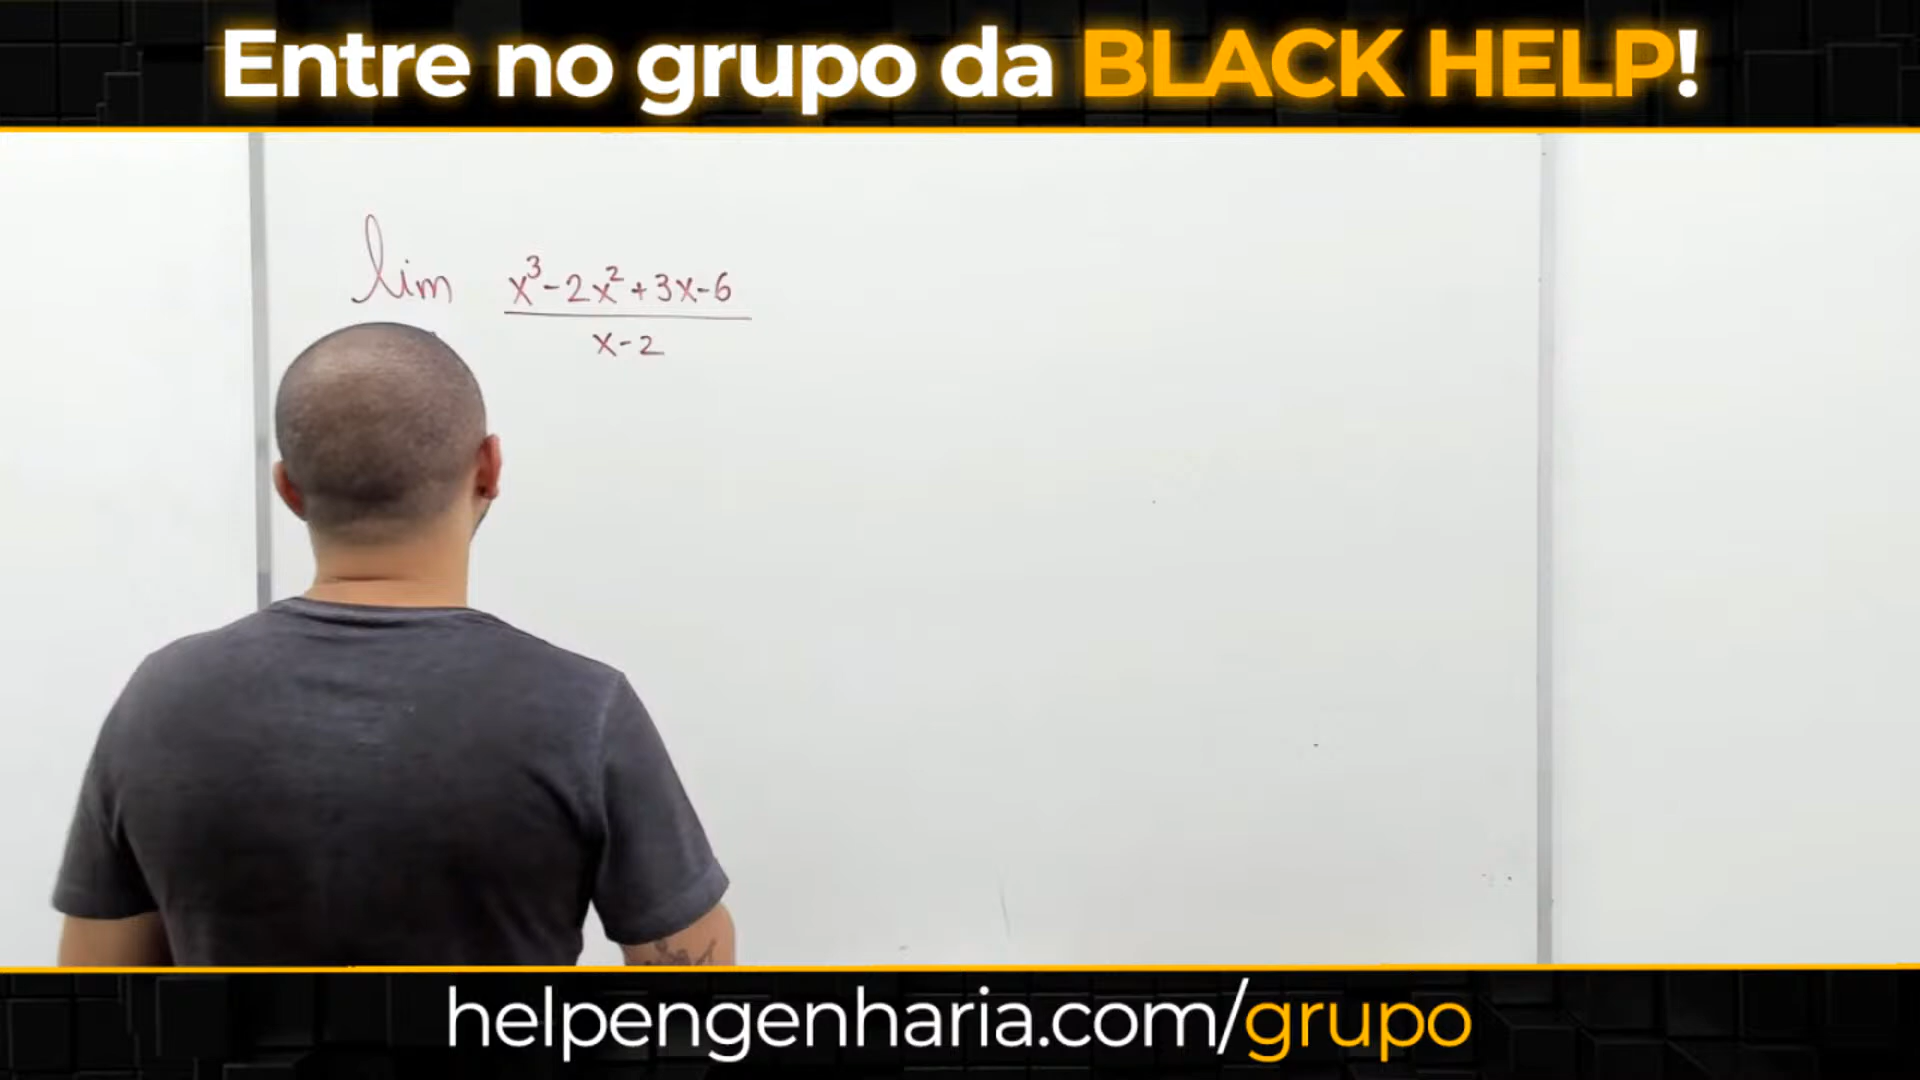 Entre no grupo da BLACK HELP!
lim x³-2x²+3x-6
x-2
helpengenharia.com/grupo